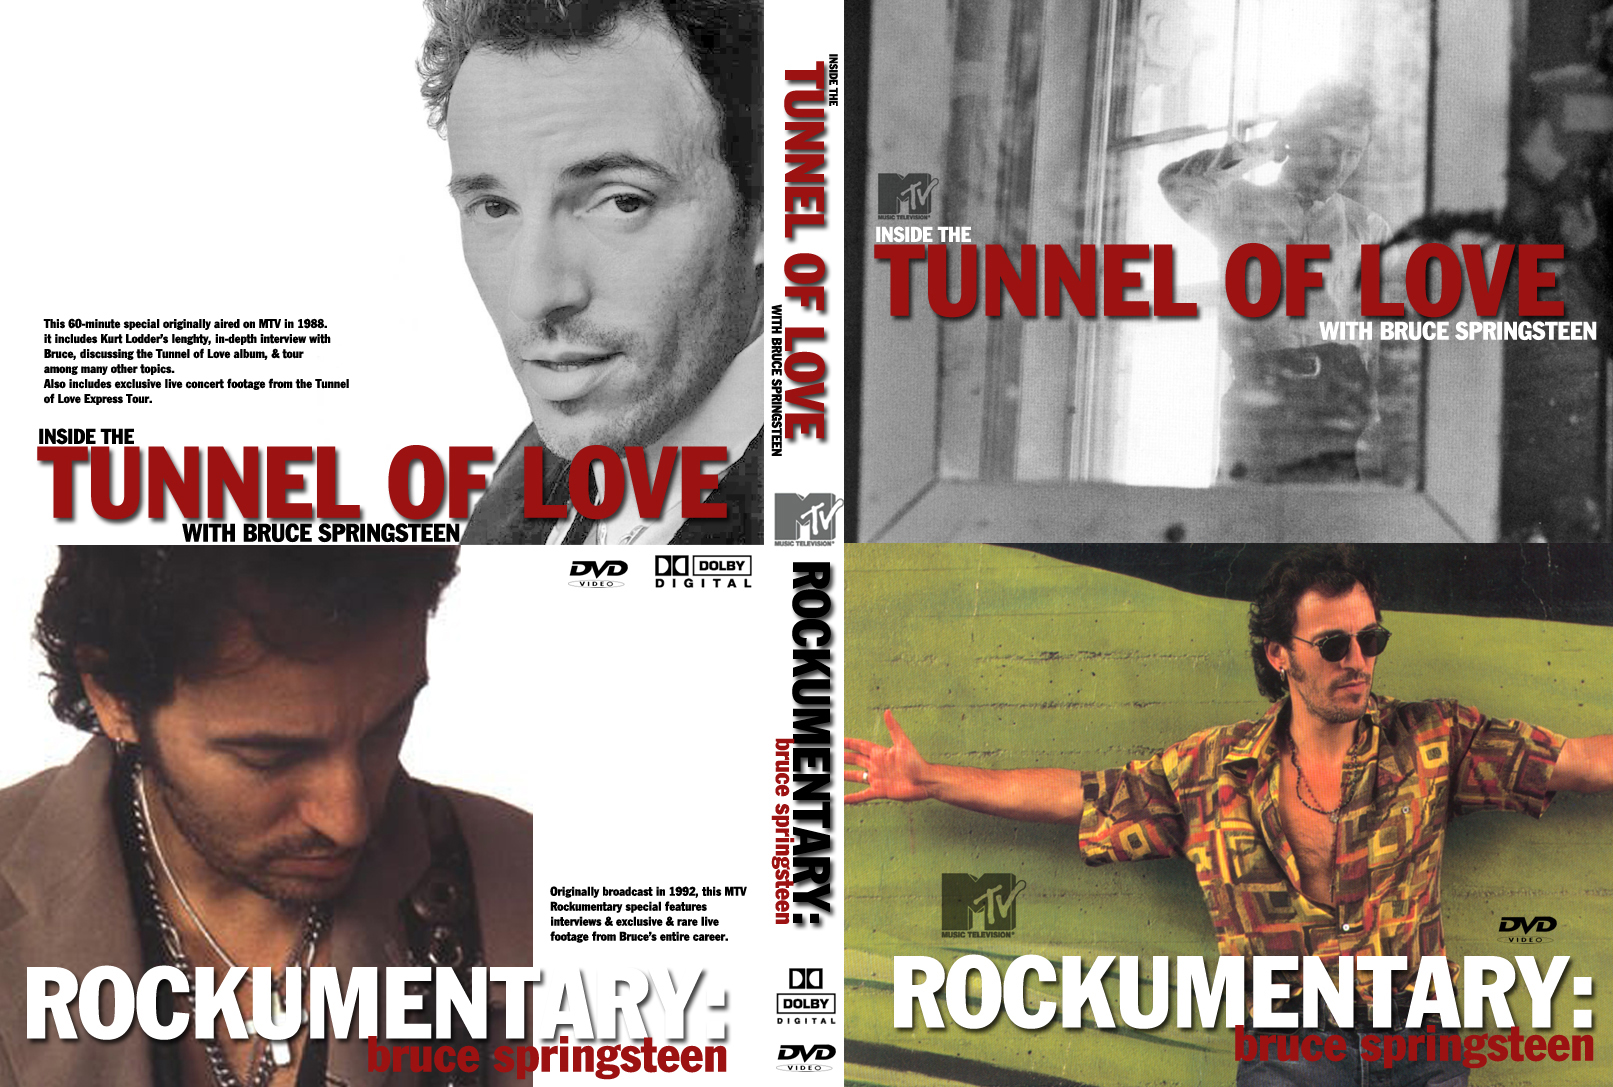 This 60-minute special originally aired on MTV in 1988.
it includes Kurt Lodder's lenghty, in-depth interview with
Bruce, discussing the Tunnel of Love album, & tour
among many other topics.
Also includes exclusive live concert footage from the Tunnel
of Love Express Tour.
INSIDE THE
TUNNEL OF LOVE
WITH BRUCE SPRINGSTEEN
DVD
VIDEO
DOLBY
DIGITAL
Originally broadcast in 1992, this MTV
Rockumentary special features
interviews & exclusive & rare live
footage from Bruce's entire career.
ROCKUMENTARY:
bruce springsteen
INSIDE THE
TUNNEL OF LOVE
WITH BRUCE SPRINGSTEEN
MTV
MUSIC TELEVISION®
ROCKUMENTARY:
bruce springsteen
DOLBY
DIGITAL
DVD
VIDEO
MTV
MUSIC TELEVISION®
INSIDE THE
TUNNEL OF LOVE
WITH BRUCE SPRINGSTEEN
MTV
MUSIC TELEVISION®
DVD
VIDEO
ROCKUMENTARY:
bruce springsteen